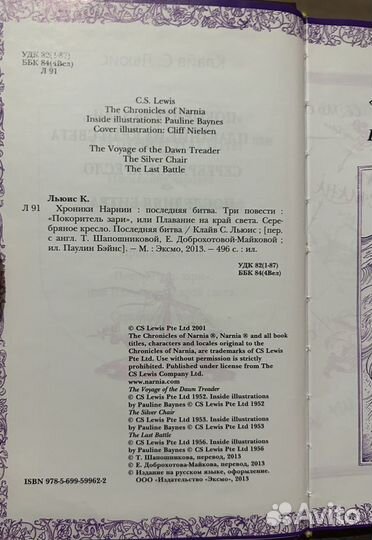 УДК 82(1-87)
ББК 84(4Вел)
Л 91
C.S. Lewis
The Chronicles of Narnia
Inside illustrations: Pauline Baynes
Cover illustration: Cliff Nielsen
The Voyage of the Dawn Treader
The Silver Chair
The Last Battle
Льюис К.
Л 91 Хроники Нарнии : последняя битва. Три повести :
«Покоритель зари», или Плавание на край света. Сере-
бряное кресло. Последняя битва / Клайв С. Льюис ; [пер.
с англ. Т. Шапошниковой, Е. Доброхотовой-Майковой ;
ил. Паулин Бэйнс]. – М. : Эксмо, 2013. – 496 с. : ил.
УДК 82(1-87)
ББК 84(4Вел)
© CS Lewis Pte Ltd 2001
The Chronicles of Narnia ®, Narnia ® and all book
titles, characters and locales original to the
Chronicles of Narnia, are trademarks of CS Lewis
Pte Ltd. Use without permission is strictly
prohibited. Published under license from The
CS Lewis Company Ltd.
www.narnia.com
The Voyage of the Dawn Treader
© CS Lewis Pte Ltd 1952. Inside illustrations
by Pauline Baynes © CS Lewis Pte Ltd 1952
The Silver Chair
© CS Lewis Pte Ltd 1953. Inside illustrations
by Pauline Baynes © CS Lewis Pte Ltd 1953
The Last Battle
© CS Lewis Pte Ltd 1956. Inside illustrations
by Pauline Baynes © CS Lewis Pte Ltd 1956
© Т. Шапошникова, перевод, 2013
© Е. Доброхотова-Майкова, перевод, 2013
© Издание на русском языке, оформление.
ISBN 978-5-699-59962-2 ООО «Издательство «Эксмо», 2013
Avito